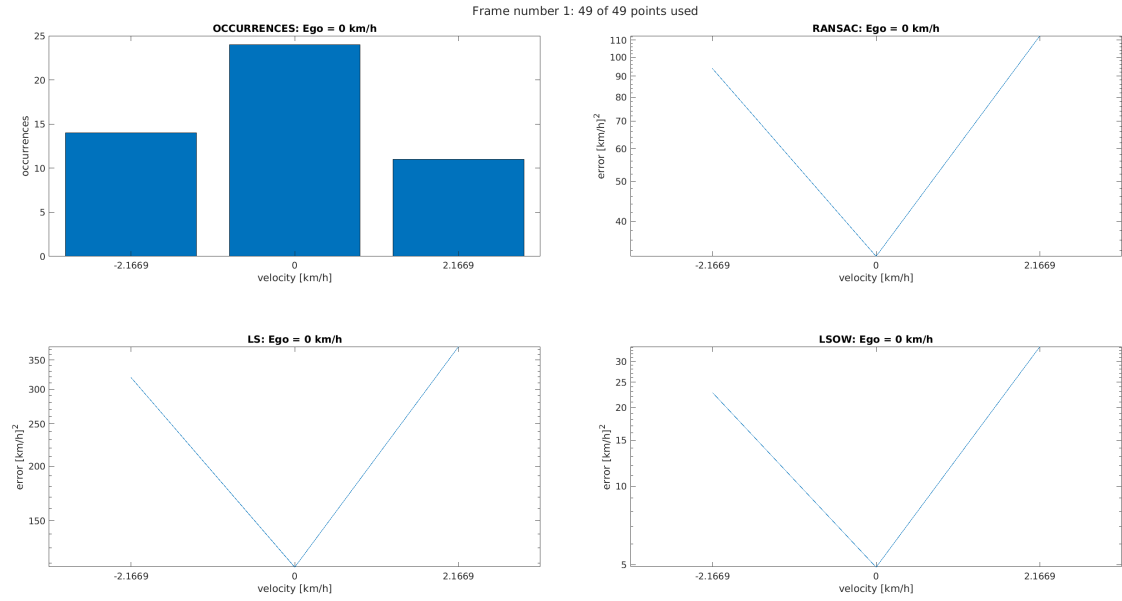 Frame number 1: 49 of 49 points used
OCCURRENCES: Ego = 0 km/h
25
20
15
10
5
0
occurrences
-2.1669
0
2.1669
velocity [km/h]
RANSAC: Ego = 0 km/h
110
100
90
80
70
60
50
40
error [km/h]²
-2.1669
0
2.1669
velocity [km/h]
LS: Ego = 0 km/h
350
300
250
200
150
error [km/h]²
-2.1669
0
2.1669
velocity [km/h]
LSOW: Ego = 0 km/h
30
25
20
15
10
5
error [km/h]²
-2.1669
0
2.1669
velocity [km/h]